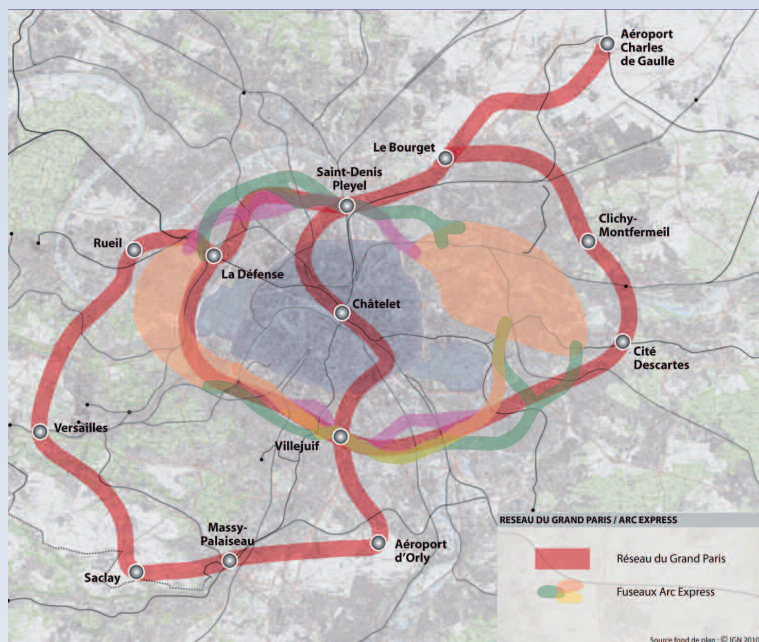 Aéroport
Charles
de Gaulle
Le Bourget
Saint-Denis
Pleyel
Clichy-
Montfermeil
Rueil
La Défense
Châtelet
Cité
Descartes
Versailles
Villejuif
Massy-
Palaiseau
Aéroport
d'Orly
Saclay
RESEAU DU GRAND PARIS / ARC EXPRESS
Réseau du Grand Paris
Fuseaux Arc Express
Source fond de plan : © IGN 2010